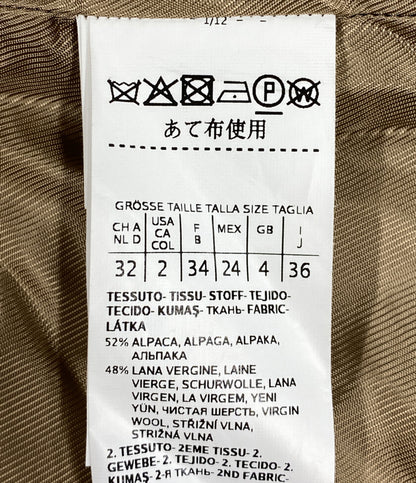 1/12 - -
P
あて布使用
GRÖSSE TAILLE TALLA SIZE TAGLIA
CH A NL D USA CA COL F B MEX GB I J
32 2 34 24 4 36
TESSUTO- TISSU- STOFF- TEJIDO-
TECIDO- KUMAŞ- ТКАНЬ- FABRIC-
LÁTKA
52% ALPACA, ALPAGA, ALPAKA,
АЛЬПАКА
48% LANA VERGINE, LAINE
VIERGE, SCHURWOLLE, LANA
VIRGEN, LA VIRGEM, YENI
YÜN, ЧИСТАЯ ШЕРСТЬ, VIRGIN
WOOL, STŘIŽNÍ VLNA,
STRIŽNÁ VLNA
2. TESSUTO- 2EME TISSU- 2.
GEWEBE- 2. TEJIDO- 2. TECIDO- 2.
KUMAŞ- 2-Я ТКАНЬ- 2ND FABRIC-